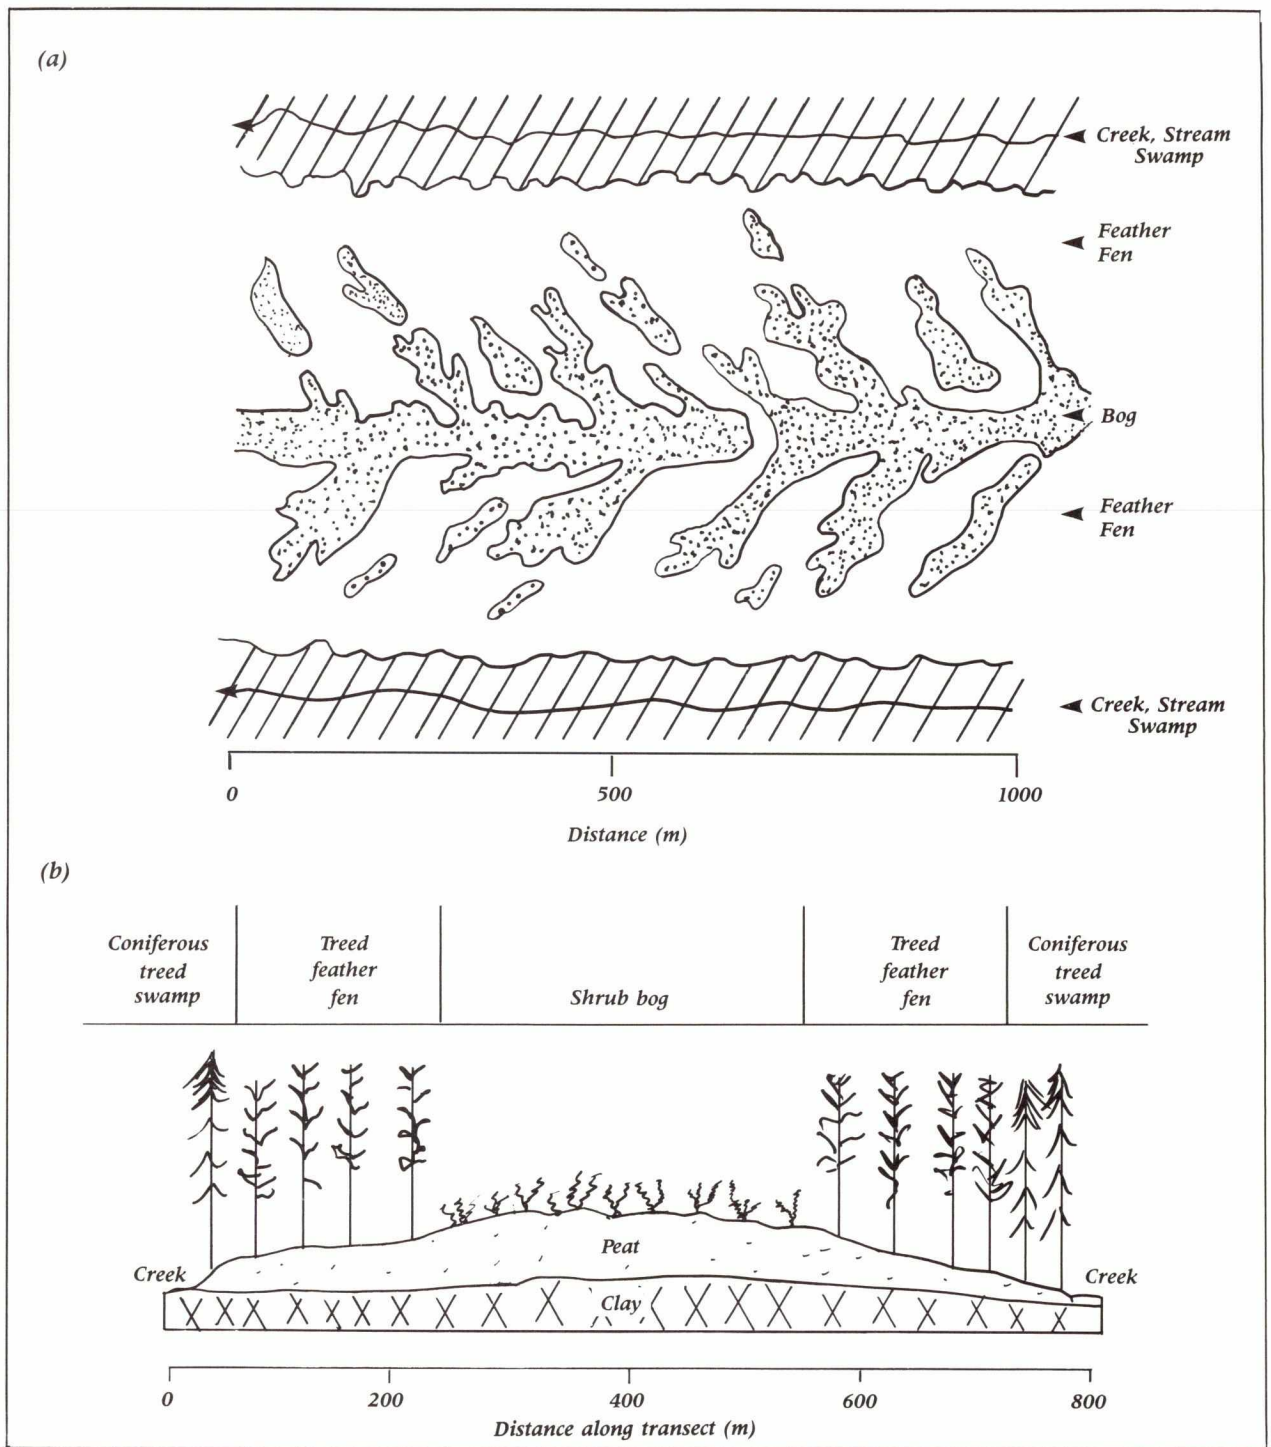 (a)
Creek, Stream
Swamp
Feather
Fen
Bog
Feather
Fen
Creek, Stream
Swamp
0
500
1000
Distance (m)
(b)
Coniferous
treed
swamp
Treed
feather
fen
Shrub bog
Treed
feather
fen
Coniferous
treed
swamp
Peat
Creek
Creek
Clay
0
200
400
600
800
Distance along transect (m)